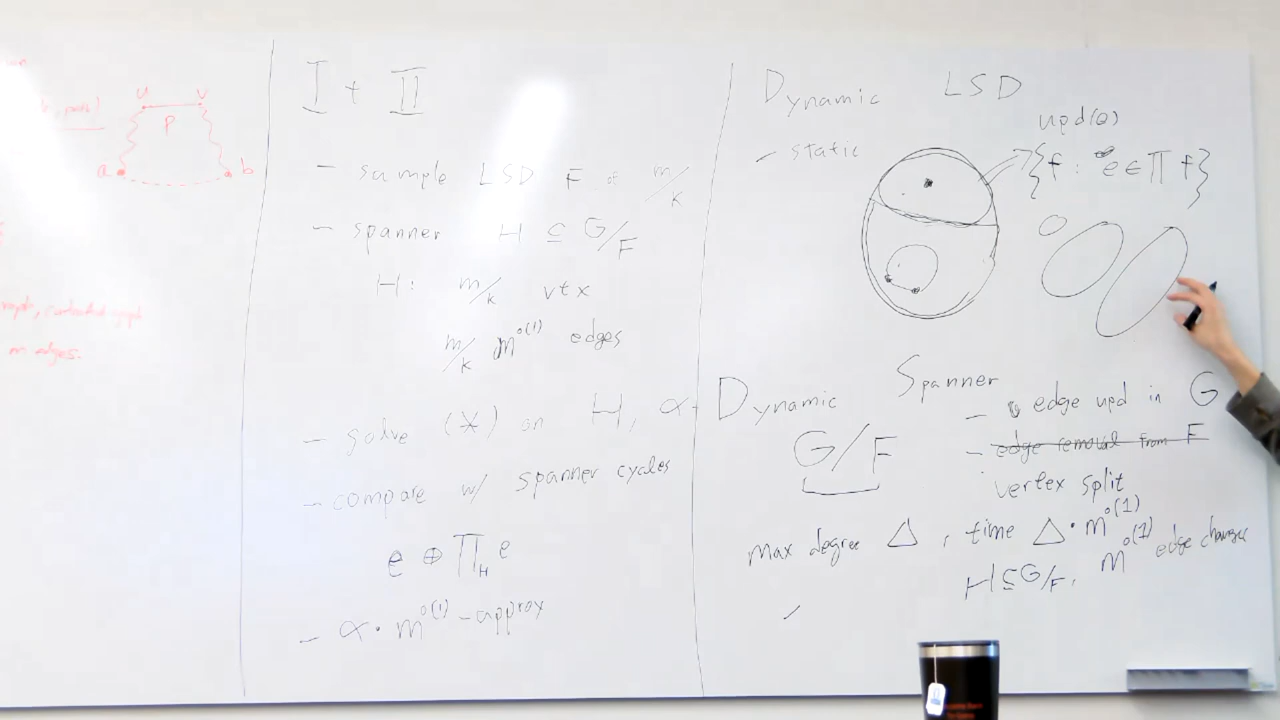 u v
P
a b
m edges.
I + II
- sample LSD F of m/k
- spanner H ⊆ G/F
H: m/k vtx
m/k m^o(1) edges
- solve (*) on H, α
- compare w/ spanner cycles
e ⊕ Π_H e
- α · m^o(1) - approx
Dynamic LSD
- static
upd(e)
{f : e ∈ Π f}
Dynamic Spanner
G/F
- edge upd in G
- edge removal from F
vertex split
max degree Δ, time Δ · m^o(1)
H ⊆ G/F, m^o(1) edge changes